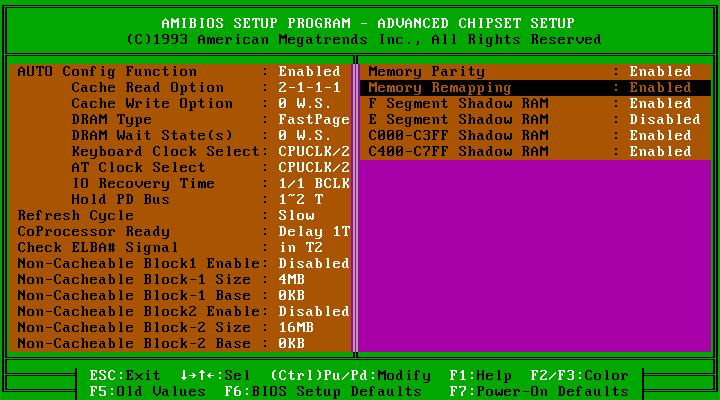 AMIBIOS SETUP PROGRAM - ADVANCED CHIPSET SETUP
(C)1993 American Megatrends Inc., All Rights Reserved
AUTO Config Function : Enabled
Cache Read Option : 2-1-1-1
Cache Write Option : 0 W.S.
DRAM Type : FastPage
DRAM Wait State(s) : 0 W.S.
Keyboard Clock Select: CPUCLK/2
AT Clock Select : CPUCLK/2
IO Recovery Time : 1/1 BCLK
Hold PD Bus : 1~2 T
Refresh Cycle : Slow
CoProcessor Ready : Delay 1T
Check ELBA# Signal : in T2
Non-Cacheable Block1 Enable: Disabled
Non-Cacheable Block-1 Size : 4MB
Non-Cacheable Block-1 Base : 0KB
Non-Cacheable Block2 Enable: Disabled
Non-Cacheable Block-2 Size : 16MB
Non-Cacheable Block-2 Base : 0KB
Memory Parity : Enabled
Memory Remapping : Enabled
F Segment Shadow RAM : Enabled
E Segment Shadow RAM : Disabled
C000-C3FF Shadow RAM : Enabled
C400-C7FF Shadow RAM : Enabled
ESC:Exit ↓→↑←:Sel (Ctrl)Pu/Pd:Modify F1:Help F2/F3:Color
F5:Old Values F6:BIOS Setup Defaults F7:Power-On Defaults